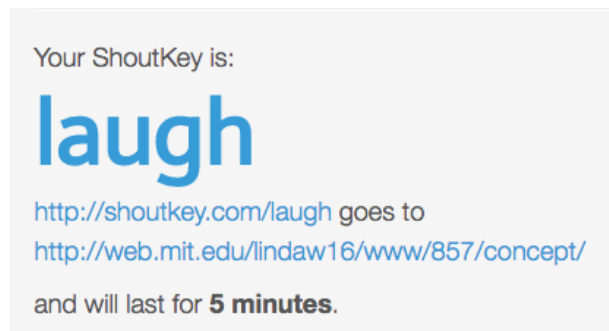 Your ShoutKey is:
laugh
http://shoutkey.com/laugh goes to
http://web.mit.edu/lindaw16/www/857/concept/
and will last for 5 minutes.